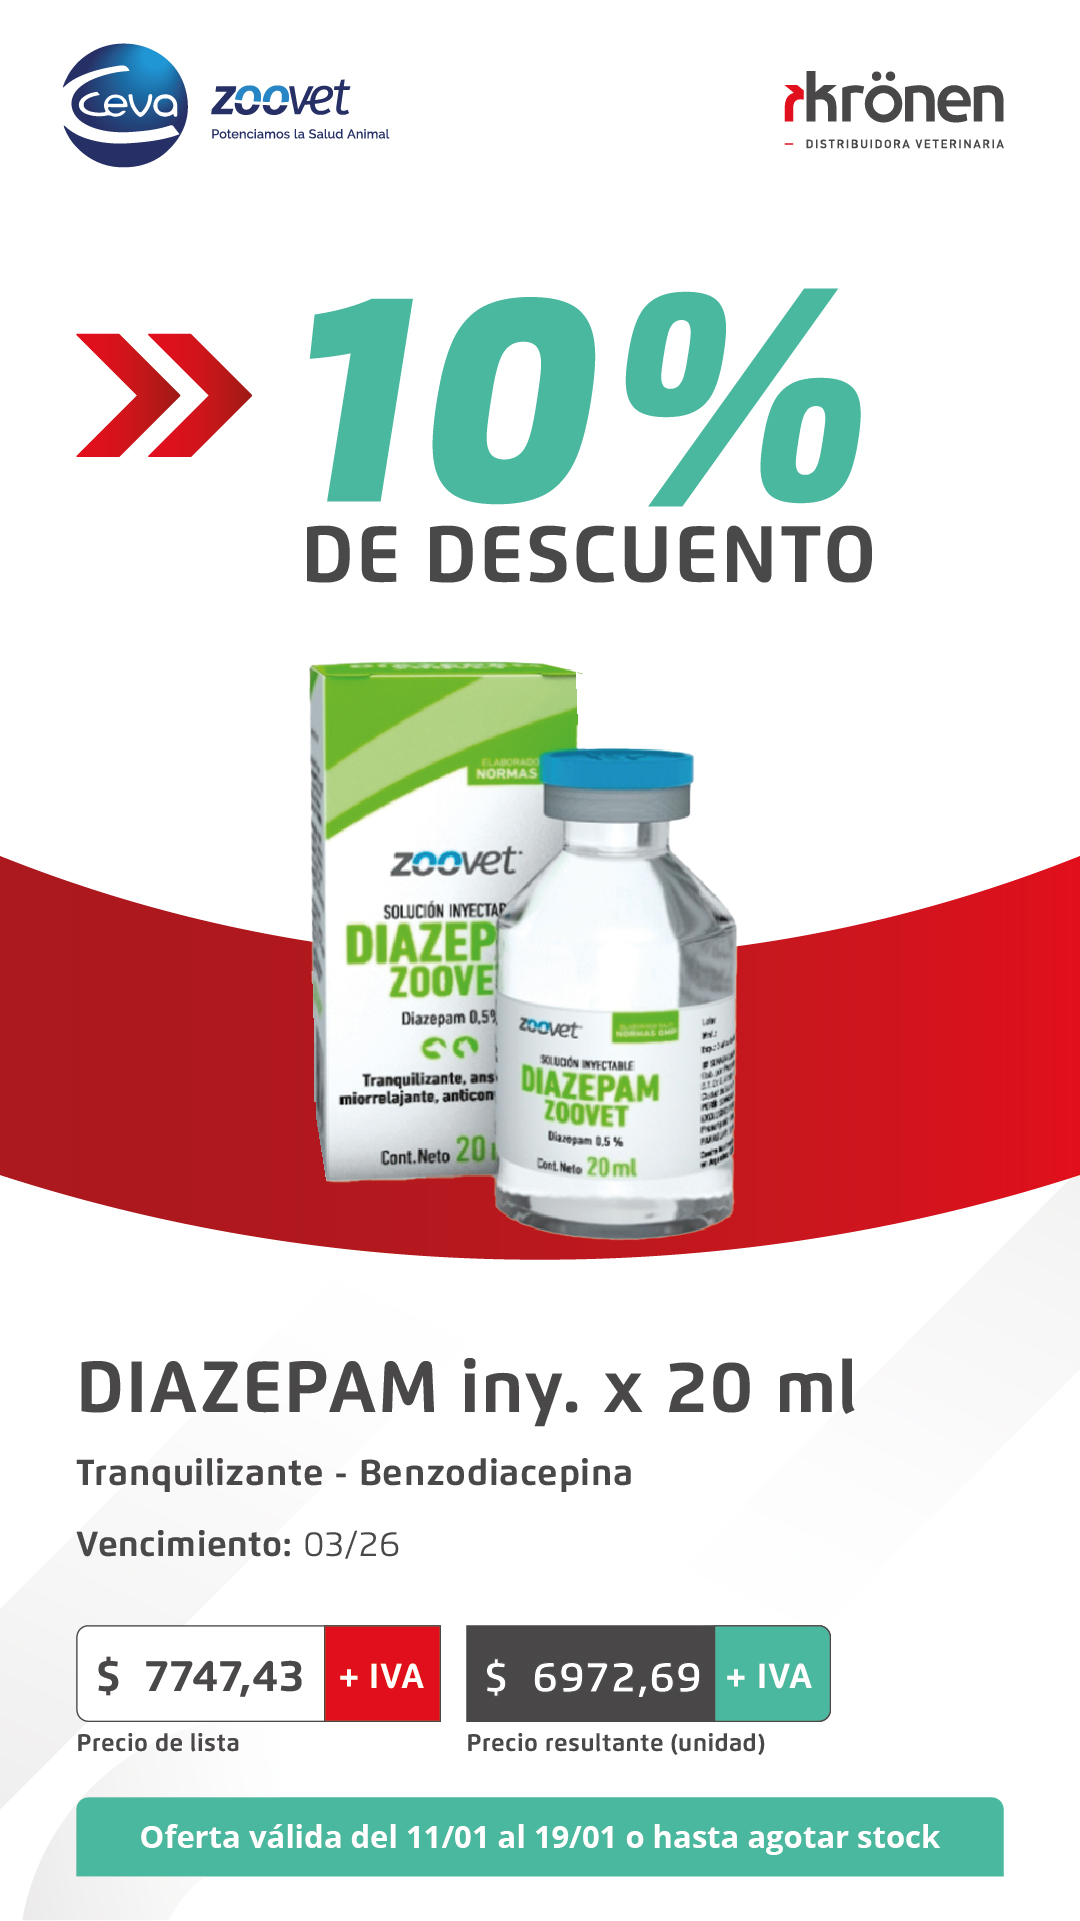 ceva
zoovet
Potenciamos la Salud Animal
krönen
DISTRIBUIDORA VETERINARIA
10%
DE DESCUENTO
ELABORADO
NORMAS
zoovet
SOLUCIÓN INYECTAB
DIAZEP
ZOOVE
Diazepam 0,5%
Tranquilizante, ans
miorrelajante, anticon
Cont.Neto 20
zoovet
NORMAS GMP
SOLUCIÓN INYECTABLE
DIAZEPAM
ZOOVET
Diazepam 0,5 %
Cont. Neto 20 ml
DIAZEPAM iny. x 20 ml
Tranquilizante - Benzodiacepina
Vencimiento: 03/26
$ 7747,43 + IVA
Precio de lista
$ 6972,69 + IVA
Precio resultante (unidad)
Oferta válida del 11/01 al 19/01 o hasta agotar stock